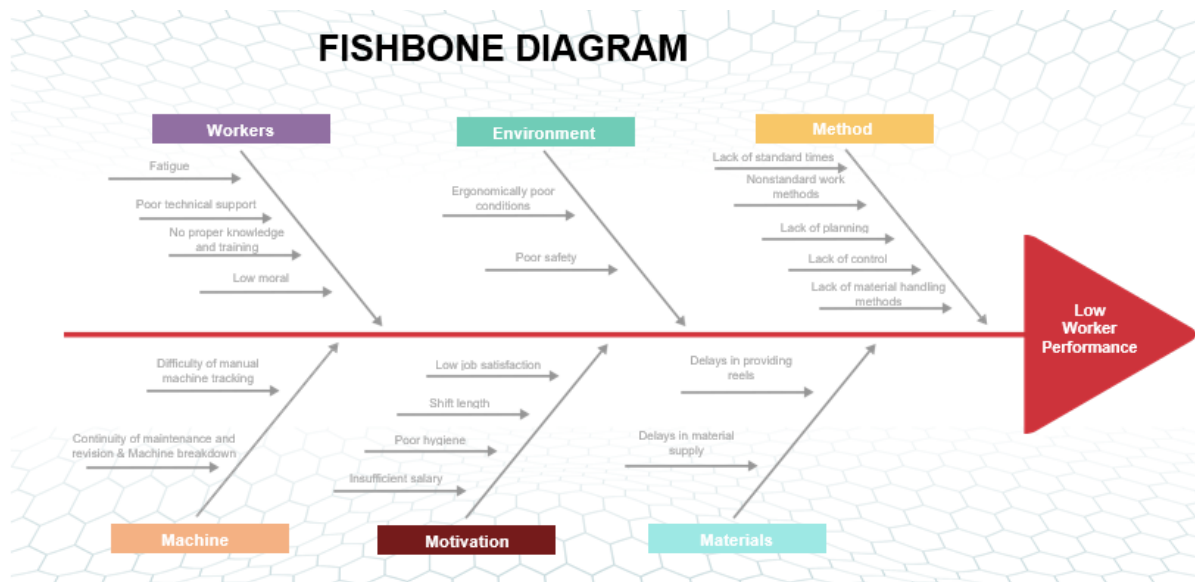 FISHBONE DIAGRAM
Workers
Fatigue
Poor technical support
No proper knowledge
and training
Low moral
Environment
Ergonomically poor
conditions
Poor safety
Method
Lack of standard times
Nonstandard work
methods
Lack of planning
Lack of control
Lack of material handling
methods
Low
Worker
Performance
Difficulty of manual
machine tracking
Continuity of maintenance and
revision & Machine breakdown
Machine
Low job satisfaction
Shift length
Poor hygiene
Insufficient salary
Motivation
Delays in providing
reels
Delays in material
supply
Materials